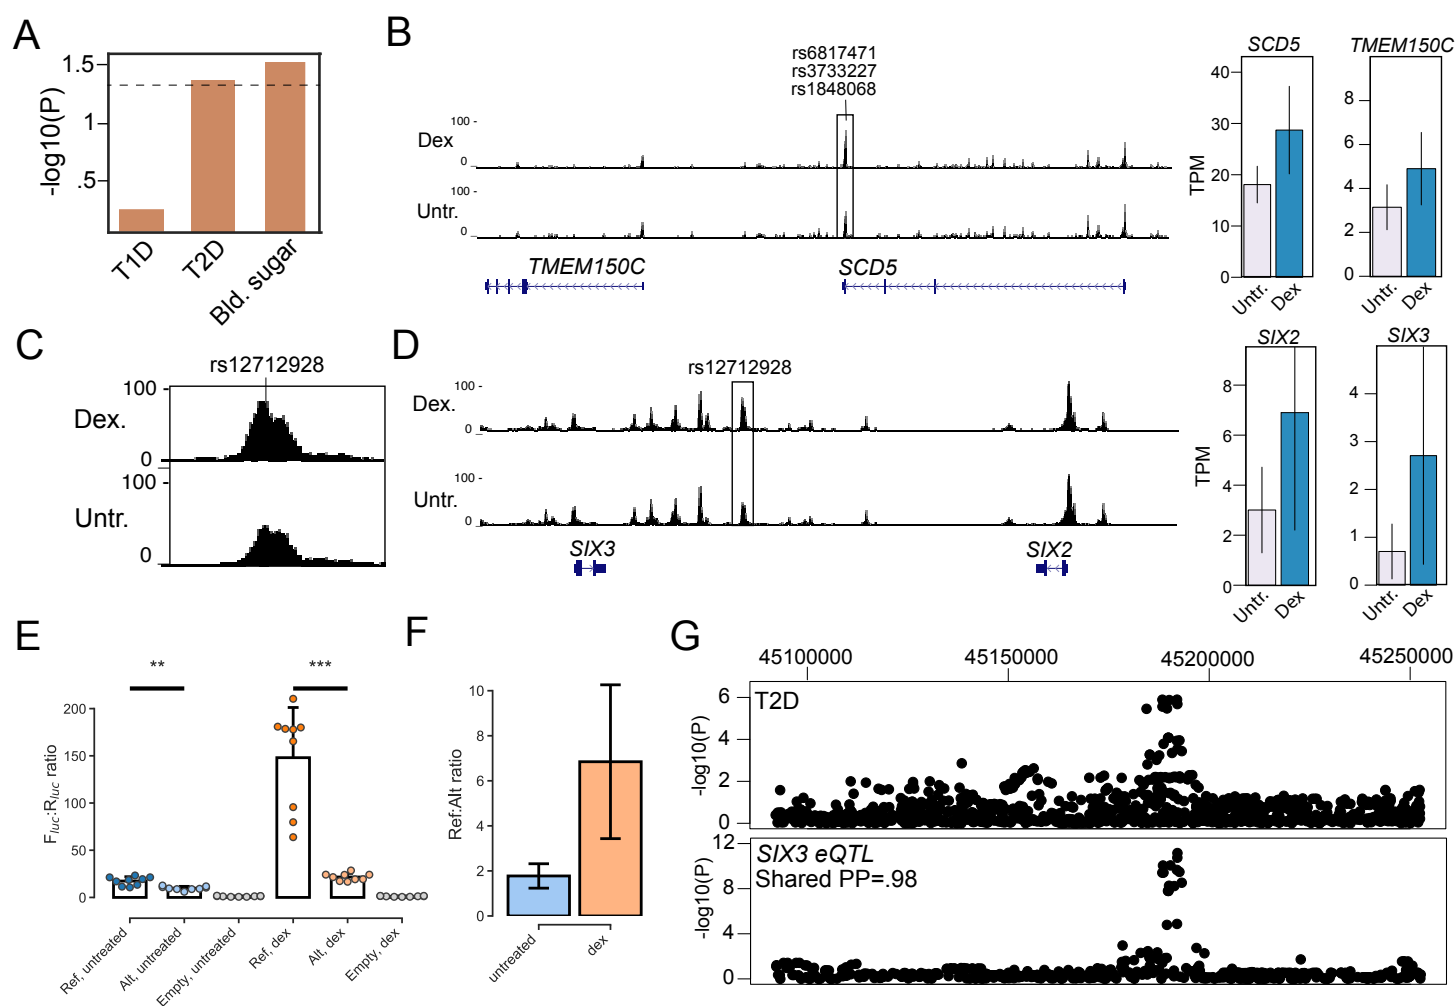 A
1.5
1
.5
-log10(P)
T1D
T2D
Bld. sugar
B
rs6817471
rs3733227
rs1848068
Dex
100 -
0 -
Untr.
100 -
0 -
TMEM150C
SCD5
SCD5
40
30
20
10
0
TPM
Untr.
Dex
TMEM150C
8
6
4
2
0
Untr.
Dex
C
rs12712928
Dex.
100
0
Untr.
100
0
D
rs12712928
Dex.
100 -
0 -
Untr.
100 -
0 -
SIX3
SIX2
SIX2
8
6
4
2
0
TPM
Untr.
Dex
SIX3
4
3
2
1
0
Untr.
Dex
E
**
***
200
150
100
50
0
Fluc:Rluc ratio
Ref, untreated
Alt, untreated
Empty, untreated
Ref, dex
Alt, dex
Empty, dex
F
10
8
6
4
2
0
Ref:Alt ratio
untreated
dex
G
45100000
45150000
45200000
45250000
T2D
6
4
2
0
-log10(P)
SIX3 eQTL
Shared PP=.98
12
8
4
0
-log10(P)